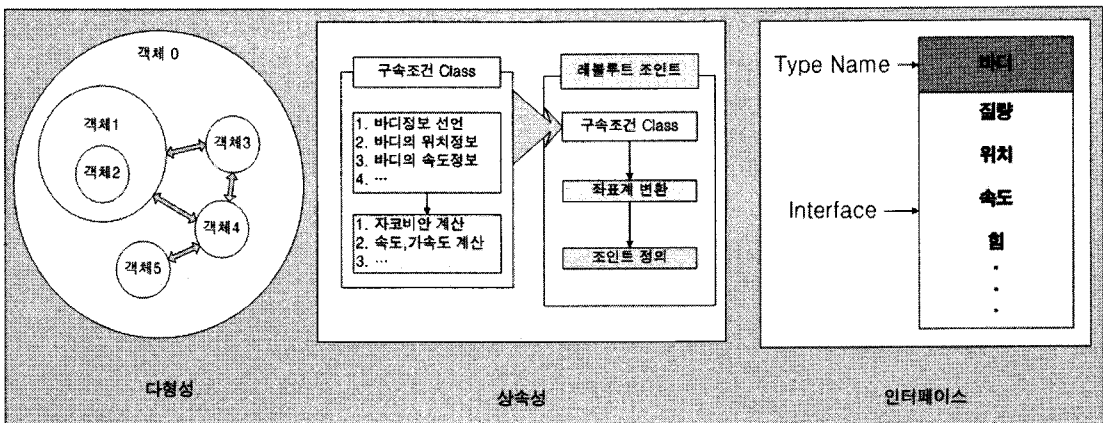 객체 0
객체1
객체2
객체3
객체4
객체5
다형성
구속조건 Class
1. 바디정보 선언
2. 바디의 위치정보
3. 바디의 속도정보
4. ···
1. 자코비안 계산
2. 속도,가속도 계산
3. ···
레볼루트 조인트
구속조건 Class
좌표계 변환
조인트 정의
상속성
Type Name
바디
Interface
질량
위치
속도
힘
인터페이스